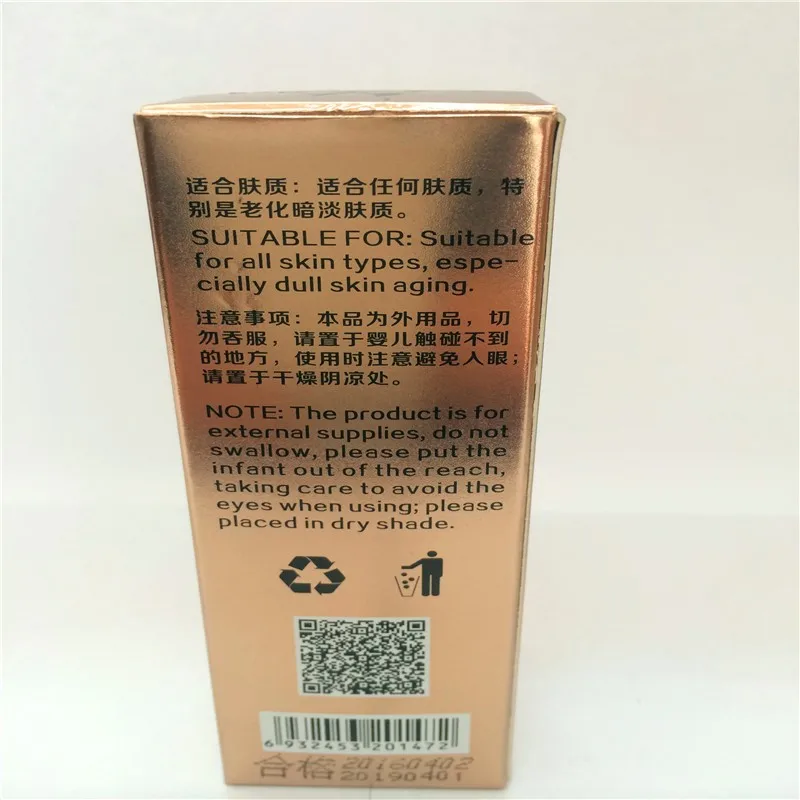 适合肤质：适合任何肤质，特
别是老化暗淡肤质。
SUITABLE FOR: Suitable
for all skin types, espe-
cially dull skin aging.
注意事项：本品为外用品，切
勿吞服，请置于婴儿触碰不到
的地方，使用时注意避免入眼；
请置于干燥阴凉处。
NOTE: The product is for
external supplies, do not
swallow, please put the
infant out of the reach,
taking care to avoid the
eyes when using; please
placed in dry shade.
6 932453 201472
合格 20160402
20190401